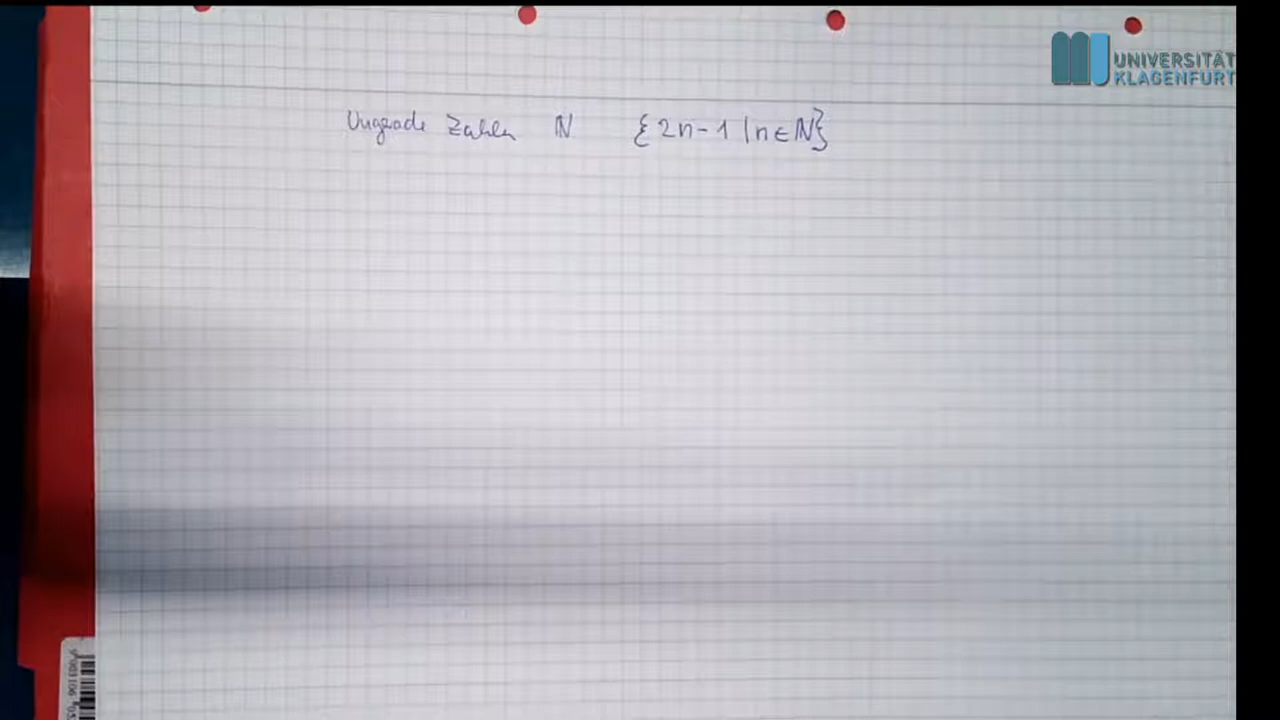 UNIVERSITÄT
KLAGENFURT
Ungerade Zahlen ℕ {2n-1 | n ∈ ℕ}